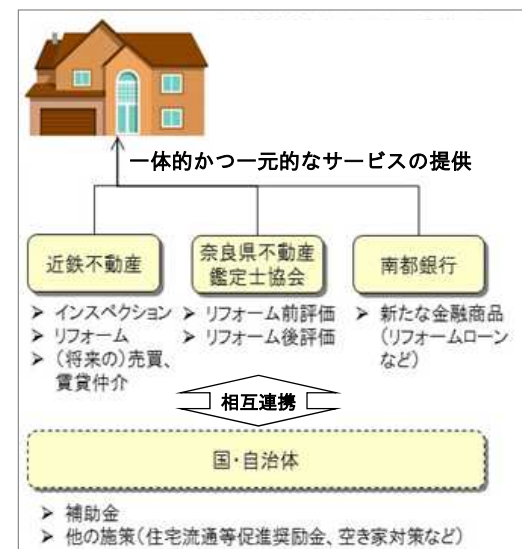 一体的かつ一元的なサービスの提供
近鉄不動産
➢ インスペクション
➢ リフォーム
➢ (将来の)売買、
賃貸仲介
奈良県不動産
鑑定士協会
➢ リフォーム前評価
➢ リフォーム後評価
南都銀行
➢ 新たな金融商品
(リフォームローン
など)
相互連携
国・自治体
➢ 補助金
➢ 他の施策(住宅流通等促進奨励金、空き家対策など)